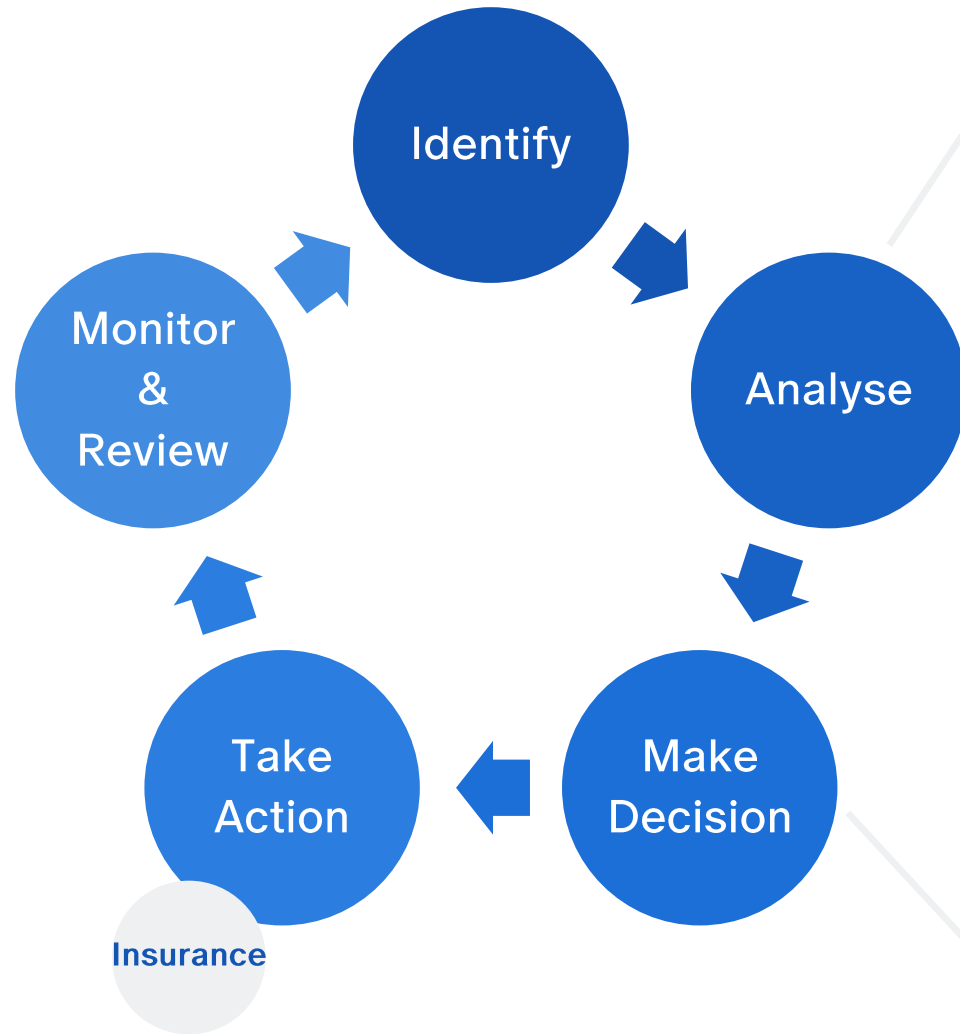 Identify
Analyse
Make
Decision
Take
Action
Insurance
Monitor
&
Review